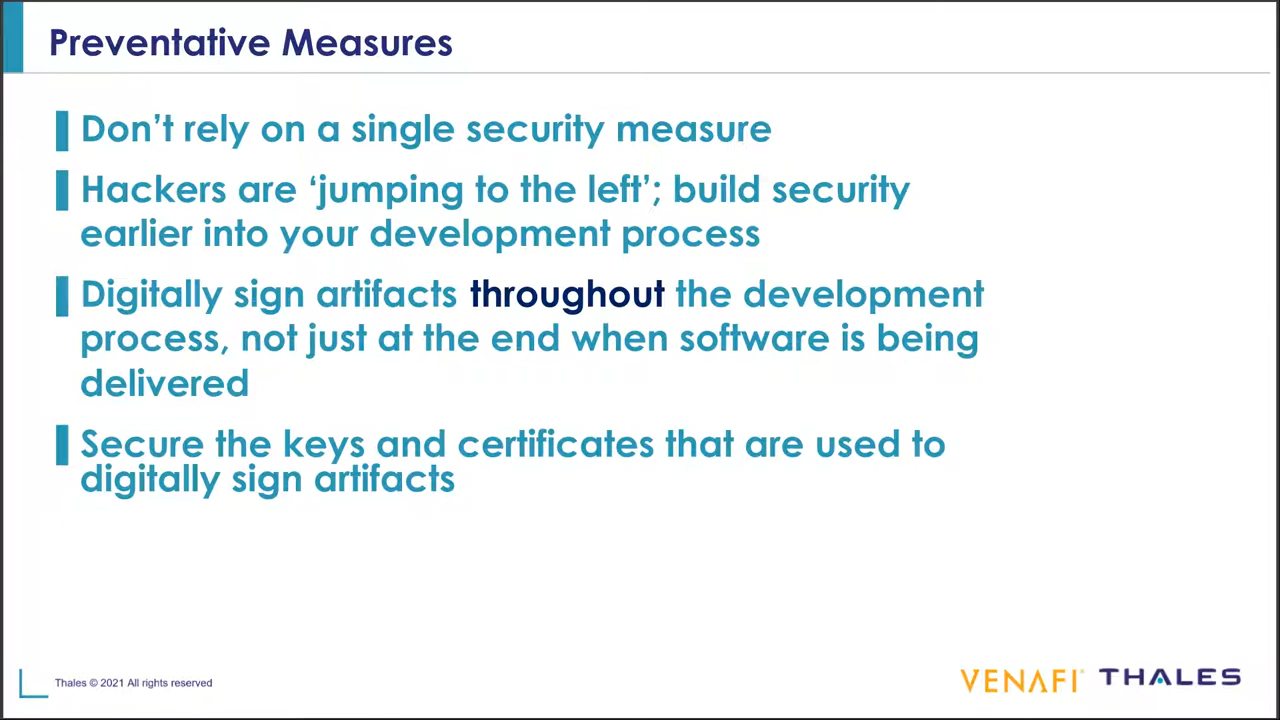 Preventative Measures
Don’t rely on a single security measure
Hackers are ‘jumping to the left’; build security
earlier into your development process
Digitally sign artifacts throughout the development
process, not just at the end when software is being
delivered
Secure the keys and certificates that are used to
digitally sign artifacts
Thales © 2021 All rights reserved
VENAFI® THALES